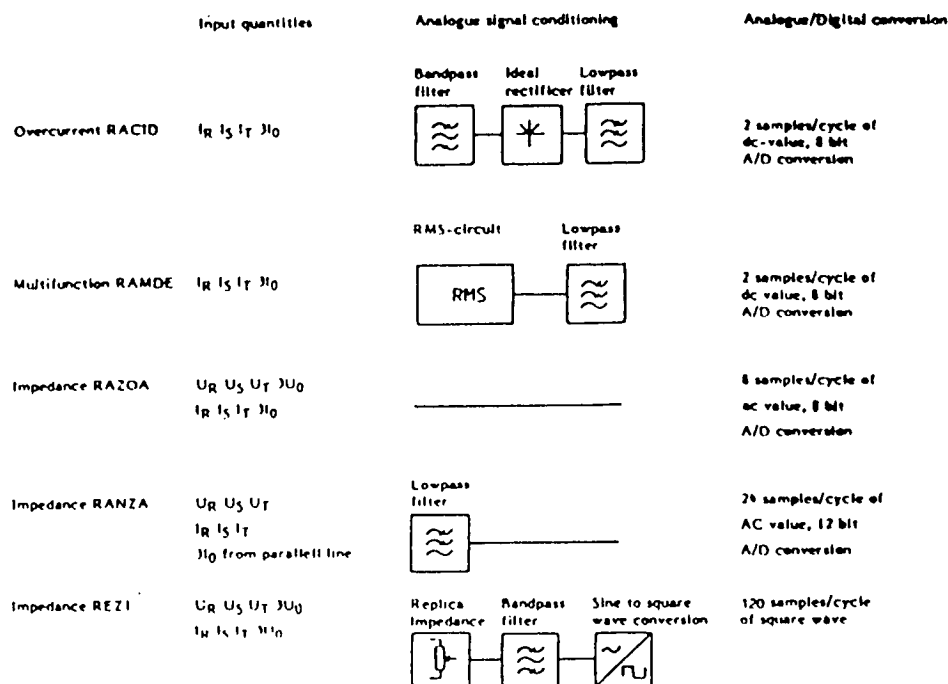 Input quantities Analogue signal conditioning Analogue/Digital conversion
Bandpass filter Ideal rectificer Lowpass filter
Overcurrent RACID I_R I_S I_T 3I_0 2 samples/cycle of
dc-value, 8 bit
A/D conversion
RMS-circuit Lowpass filter
Multifunction RAMDE I_R I_S I_T 3I_0 RMS 2 samples/cycle of
dc value, 8 bit
A/D conversion
Impedance RAZOA U_R U_S U_T 3U_0 8 samples/cycle of
I_R I_S I_T 3I_0 ac value, 8 bit
A/D conversion
Lowpass filter
Impedance RANZA U_R U_S U_T 24 samples/cycle of
I_R I_S I_T AC value, 12 bit
3I_0 from parallell line A/D conversion
Impedance REZ1 U_R U_S U_T 3U_0 Replica impedance Bandpass filter Sine to square wave conversion 120 samples/cycle
I_R I_S I_T 3I_0 of square wave